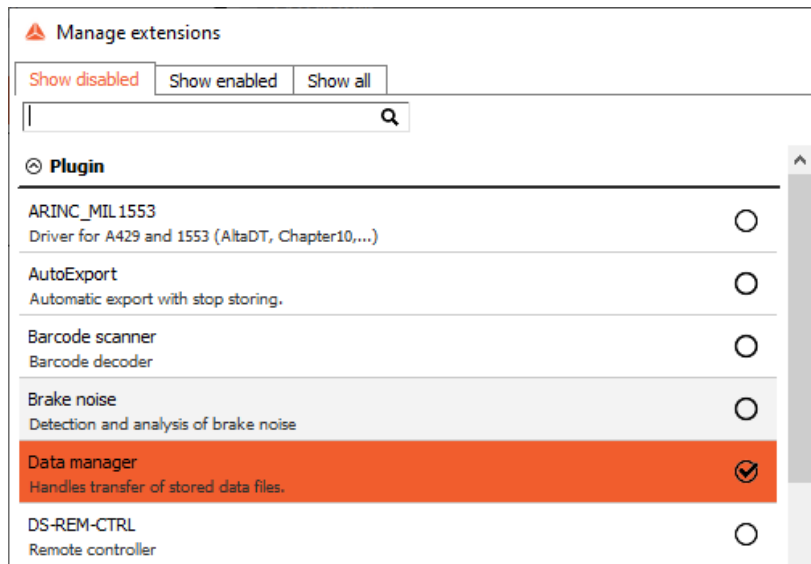 Manage extensions
Show disabled Show enabled Show all
Plugin
ARINC_MIL1553
Driver for A429 and 1553 (AltaDT, Chapter10,...)
AutoExport
Automatic export with stop storing.
Barcode scanner
Barcode decoder
Brake noise
Detection and analysis of brake noise
Data manager
Handles transfer of stored data files.
DS-REM-CTRL
Remote controller